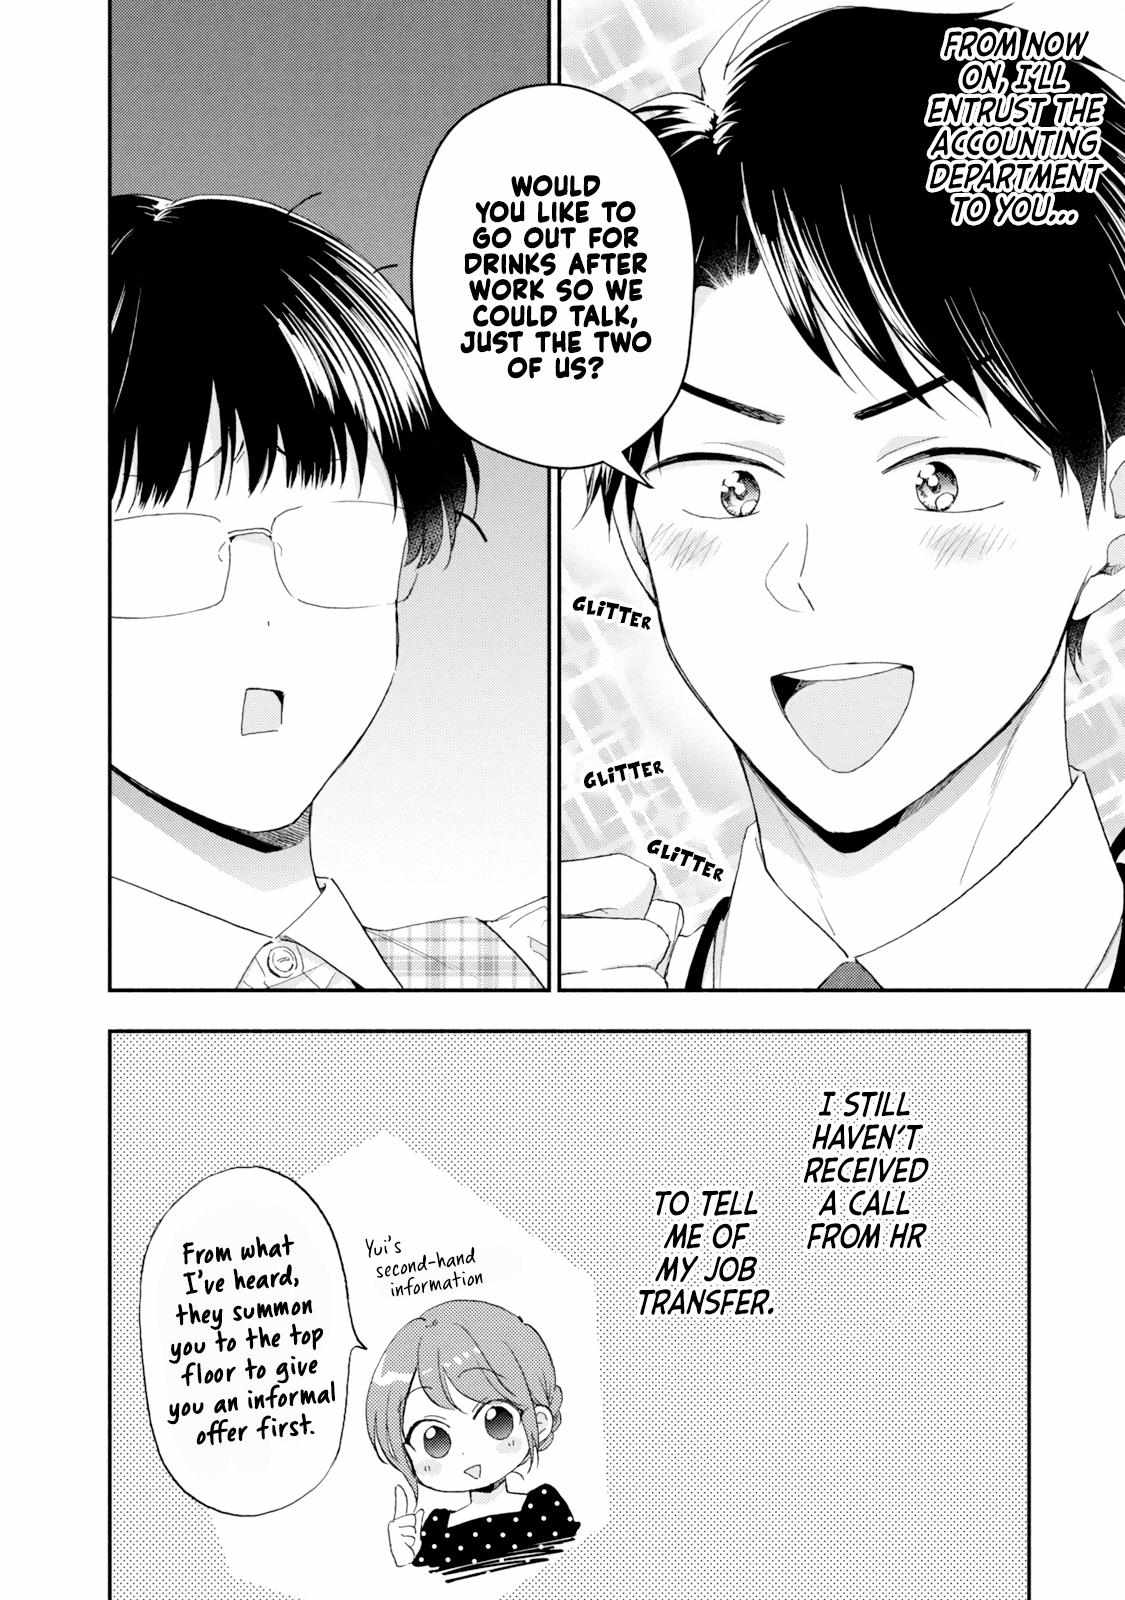 FROM NOW
ON, I'LL
ENTRUST THE
ACCOUNTING
DEPARTMENT
TO YOU...
WOULD
YOU LIKE TO
GO OUT FOR
DRINKS AFTER
WORK SO WE
COULD TALK,
JUST THE TWO
OF US?
GLITTER
GLITTER
GLITTER
I STILL
HAVEN'T
RECEIVED
A CALL
FROM HR
TO TELL
ME OF
MY JOB
TRANSFER.
Yui's
second-hand
information
From what
I've heard,
they summon
you to the top
floor to give
you an informal
offer first.